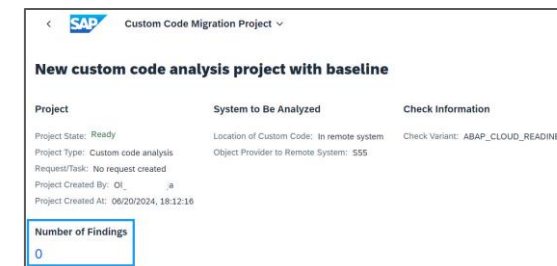 SAP Custom Code Migration Project
New custom code analysis project with baseline
Project
Project State: Ready
Project Type: Custom code analysis
Request/Task: No request created
Project Created By: Ol_ a
Project Created At: 06/20/2024, 18:12:16
System to Be Analyzed
Location of Custom Code: In remote system
Object Provider to Remote System: S55
Check Information
Check Variant: ABAP_CLOUD_READINE
Number of Findings
0